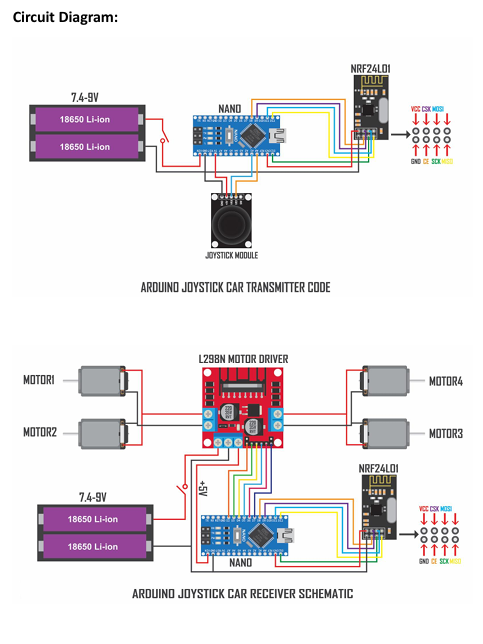 Circuit Diagram:
NRF24L01
7.4-9V
NANO
18650 Li-ion
18650 Li-ion
VCC CSK MOSI
GND CE SCK MISO
JOYSTICK MODULE
ARDUINO JOYSTICK CAR TRANSMITTER CODE
L298N MOTOR DRIVER
MOTOR1
MOTOR4
MOTOR2
MOTOR3
NRF24L01
+5V
7.4-9V
18650 Li-ion
18650 Li-ion
VCC CSK MOSI
GND CE SCK MISO
NANO
ARDUINO JOYSTICK CAR RECEIVER SCHEMATIC